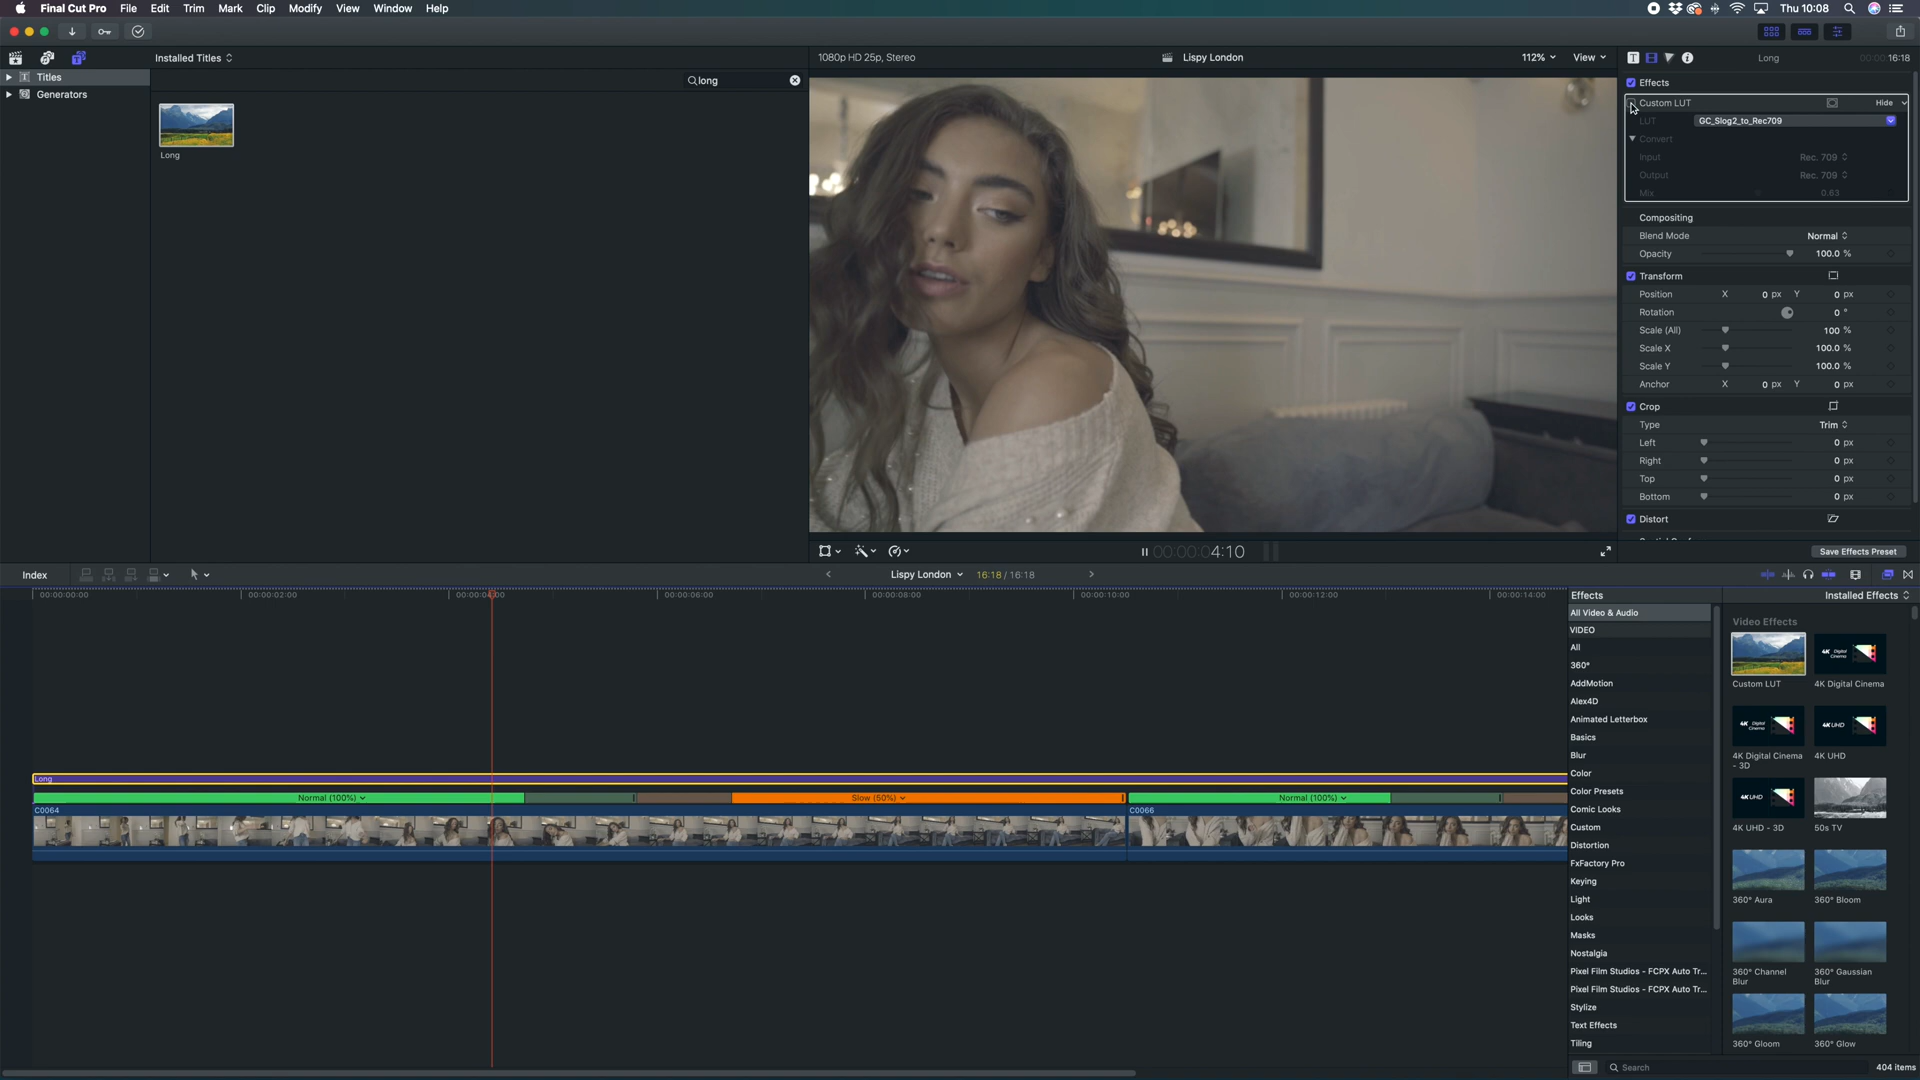 Final Cut Pro File Edit Trim Mark Clip Modify View Window Help
Thu 10:08
Installed Titles
1080p HD 25p, Stereo
Lispy London
112%
View
Long
00:00:16:18
Titles
Generators
long
Long
Effects
Custom LUT
Hide
LUT
GC_Slog2_to_Rec709
Convert
Input
Rec. 709
Output
Rec. 709
Mix
0.63
Compositing
Blend Mode
Normal
Opacity
100.0 %
Transform
Position
X
0 px
Y
0 px
Rotation
0 °
Scale (All)
100 %
Scale X
100.0 %
Scale Y
100.0 %
Anchor
X
0 px
Y
0 px
Crop
Type
Trim
Left
0 px
Right
0 px
Top
0 px
Bottom
0 px
Distort
Save Effects Preset
00:00:04:10
Index
Lispy London
16:18 / 16:18
00:00:00:00
00:00:02:00
00:00:06:00
00:00:08:00
00:00:10:00
00:00:12:00
00:00:14:00
Long
Normal (100%)
Slow (50%)
Normal (100%)
C0064
C0066
Effects
Installed Effects
All Video & Audio
VIDEO
All
360°
AddMotion
Alex4D
Animated Letterbox
Basics
Blur
Color
Color Presets
Comic Looks
Custom
Distortion
FxFactory Pro
Keying
Light
Looks
Masks
Nostalgia
Pixel Film Studios - FCPX Auto Tr...
Pixel Film Studios - FCPX Auto Tr...
Stylize
Text Effects
Tiling
Video Effects
Custom LUT
4K Digital Cinema
4K Digital Cinema
- 3D
4K UHD
4K UHD - 3D
50s TV
360° Aura
360° Bloom
360° Channel
Blur
360° Gaussian
Blur
360° Gloom
360° Glow
Search
404 items